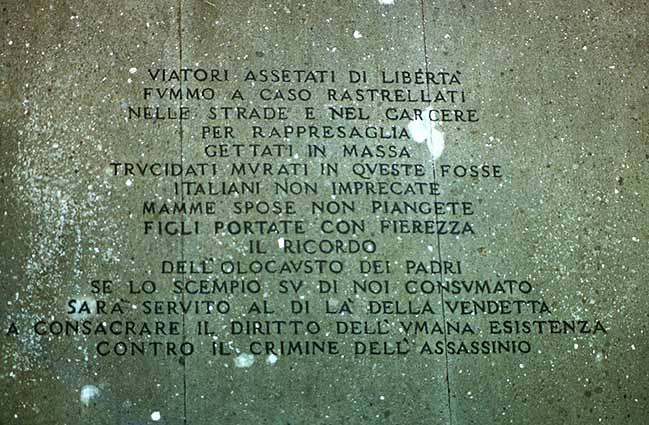 VIATORI ASSETATI DI LIBERTA'
FVMMO A CASO RASTRELLATI
NELLE STRADE E NEL CARCERE
PER RAPPRESAGLIA
GETTATI IN MASSA
TRVCIDATI MVRATI IN QVESTE FOSSE
ITALIANI NON IMPRECATE
MAMME SPOSE NON PIANGETE
FIGLI PORTATE CON FIEREZZA
IL RICORDO
DELL'OLOCAVSTO DEI PADRI
SE LO SCEMPIO SV DI NOI CONSVMATO
SARA' SERVITO AL DI LA' DELLA VENDETTA
A CONSACRARE IL DIRITTO DELL'VMANA ESISTENZA
CONTRO IL CRIMINE DELL'ASSASSINIO